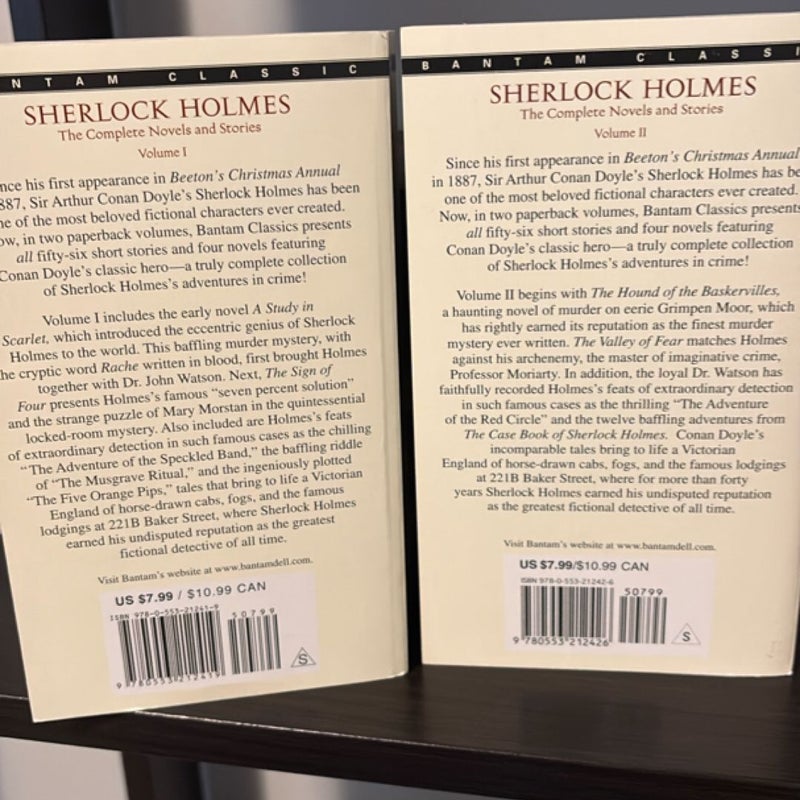 N T A M C L A S S I C
SHERLOCK HOLMES
The Complete Novels and Stories
Volume I
his first appearance in Beeton's Christmas Annual
Sir Arthur Conan Doyle's Sherlock Holmes has been
of the most beloved fictional characters ever created.
in two paperback volumes, Bantam Classics presents
all fifty-six short stories and four novels featuring
Conan Doyle's classic hero—a truly complete collection
of Sherlock Holmes's adventures in crime!
Volume I includes the early novel A Study in
Scarlet, which introduced the eccentric genius of Sherlock
Holmes to the world. This baffling murder mystery, with
he cryptic word Rache written in blood, first brought Holmes
together with Dr. John Watson. Next, The Sign of
Four presents Holmes's famous "seven percent solution"
and the strange puzzle of Mary Morstan in the quintessential
locked-room mystery. Also included are Holmes's feats
of extraordinary detection in such famous cases as the chilling
"The Adventure of the Speckled Band," the baffling riddle
of "The Musgrave Ritual," and the ingeniously plotted
"The Five Orange Pips," tales that bring to life a Victorian
England of horse-drawn cabs, fogs, and the famous
lodgings at 221B Baker Street, where Sherlock Holmes
earned his undisputed reputation as the greatest
fictional detective of all time.
Visit Bantam's website at www.bantamdell.com.
US $7.99 / $10.99 CAN
ISBN 978-0-553-21241-9
50799
9 780553 212419
S
B A N T A M C L A S S I
SHERLOCK HOLMES
The Complete Novels and Stories
Volume II
Since his first appearance in Beeton's Christmas Annual
in 1887, Sir Arthur Conan Doyle's Sherlock Holmes has be
one of the most beloved fictional characters ever created.
Now, in two paperback volumes, Bantam Classics presents
all fifty-six short stories and four novels featuring
Conan Doyle's classic hero—a truly complete collection
of Sherlock Holmes's adventures in crime!
Volume II begins with The Hound of the Baskervilles,
a haunting novel of murder on eerie Grimpen Moor, which
has rightly earned its reputation as the finest murder
mystery ever written. The Valley of Fear matches Holmes
against his archenemy, the master of imaginative crime,
Professor Moriarty. In addition, the loyal Dr. Watson has
faithfully recorded Holmes's feats of extraordinary detection
in such famous cases as the thrilling "The Adventure
of the Red Circle" and the twelve baffling adventures from
The Case Book of Sherlock Holmes. Conan Doyle's
incomparable tales bring to life a Victorian
England of horse-drawn cabs, fogs, and the famous lodgings
at 221B Baker Street, where for more than forty
years Sherlock Holmes earned his undisputed reputation
as the greatest fictional detective of all time.
Visit Bantam's website at www.bantamdell.com.
US $7.99/$10.99 CAN
ISBN 978-0-553-21242-6
50799
9 780553 212426
S